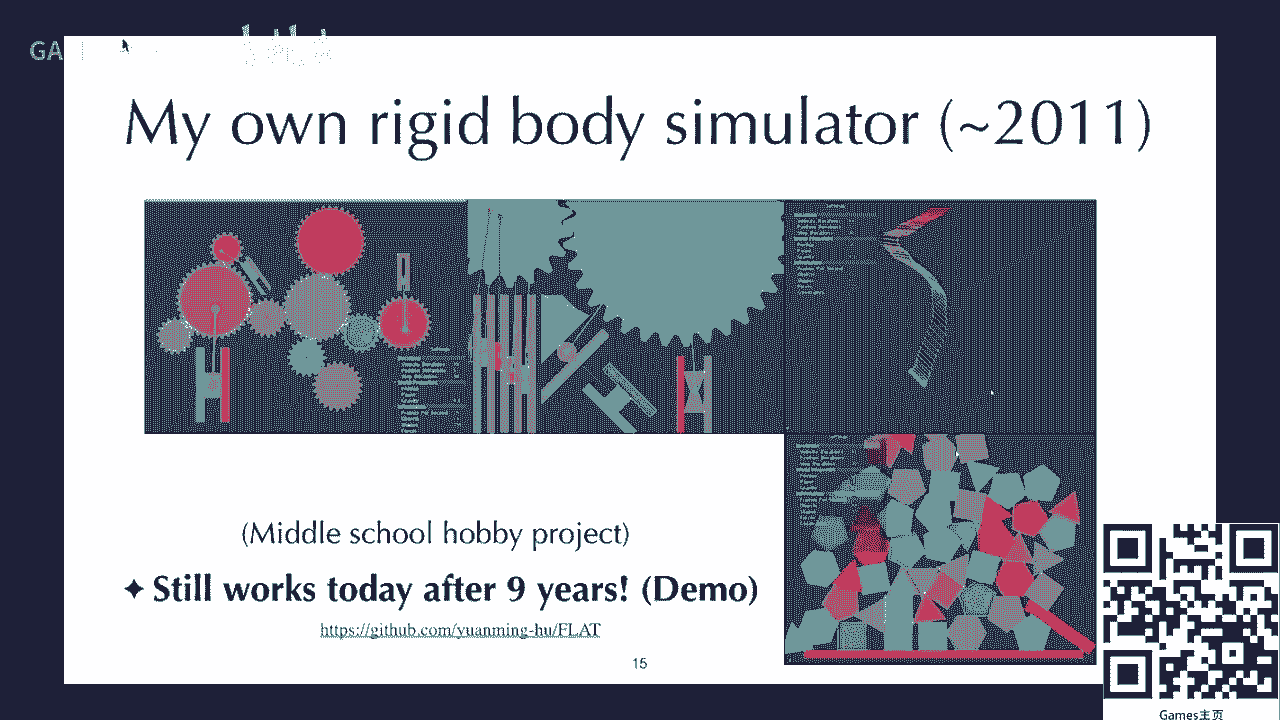 GA
My own rigid body simulator (~2011)
(Middle school hobby project)
✦ Still works today after 9 years! (Demo)
https://github.com/yuanming-hu/FLAT
15
Games主页